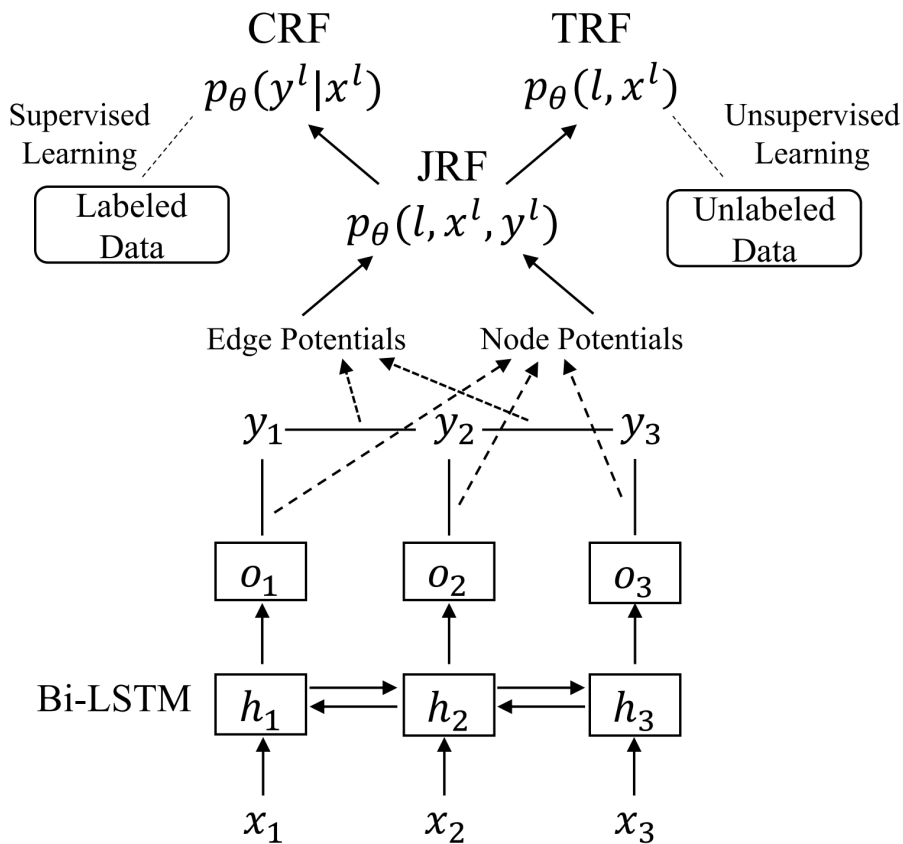 CRF
TRF
p_θ(y^l|x^l)
p_θ(l, x^l)
Supervised
Learning
Unsupervised
Learning
JRF
Labeled
Data
p_θ(l, x^l, y^l)
Unlabeled
Data
Edge Potentials
Node Potentials
y_1
y_2
y_3
o_1
o_2
o_3
Bi-LSTM
h_1
h_2
h_3
x_1
x_2
x_3